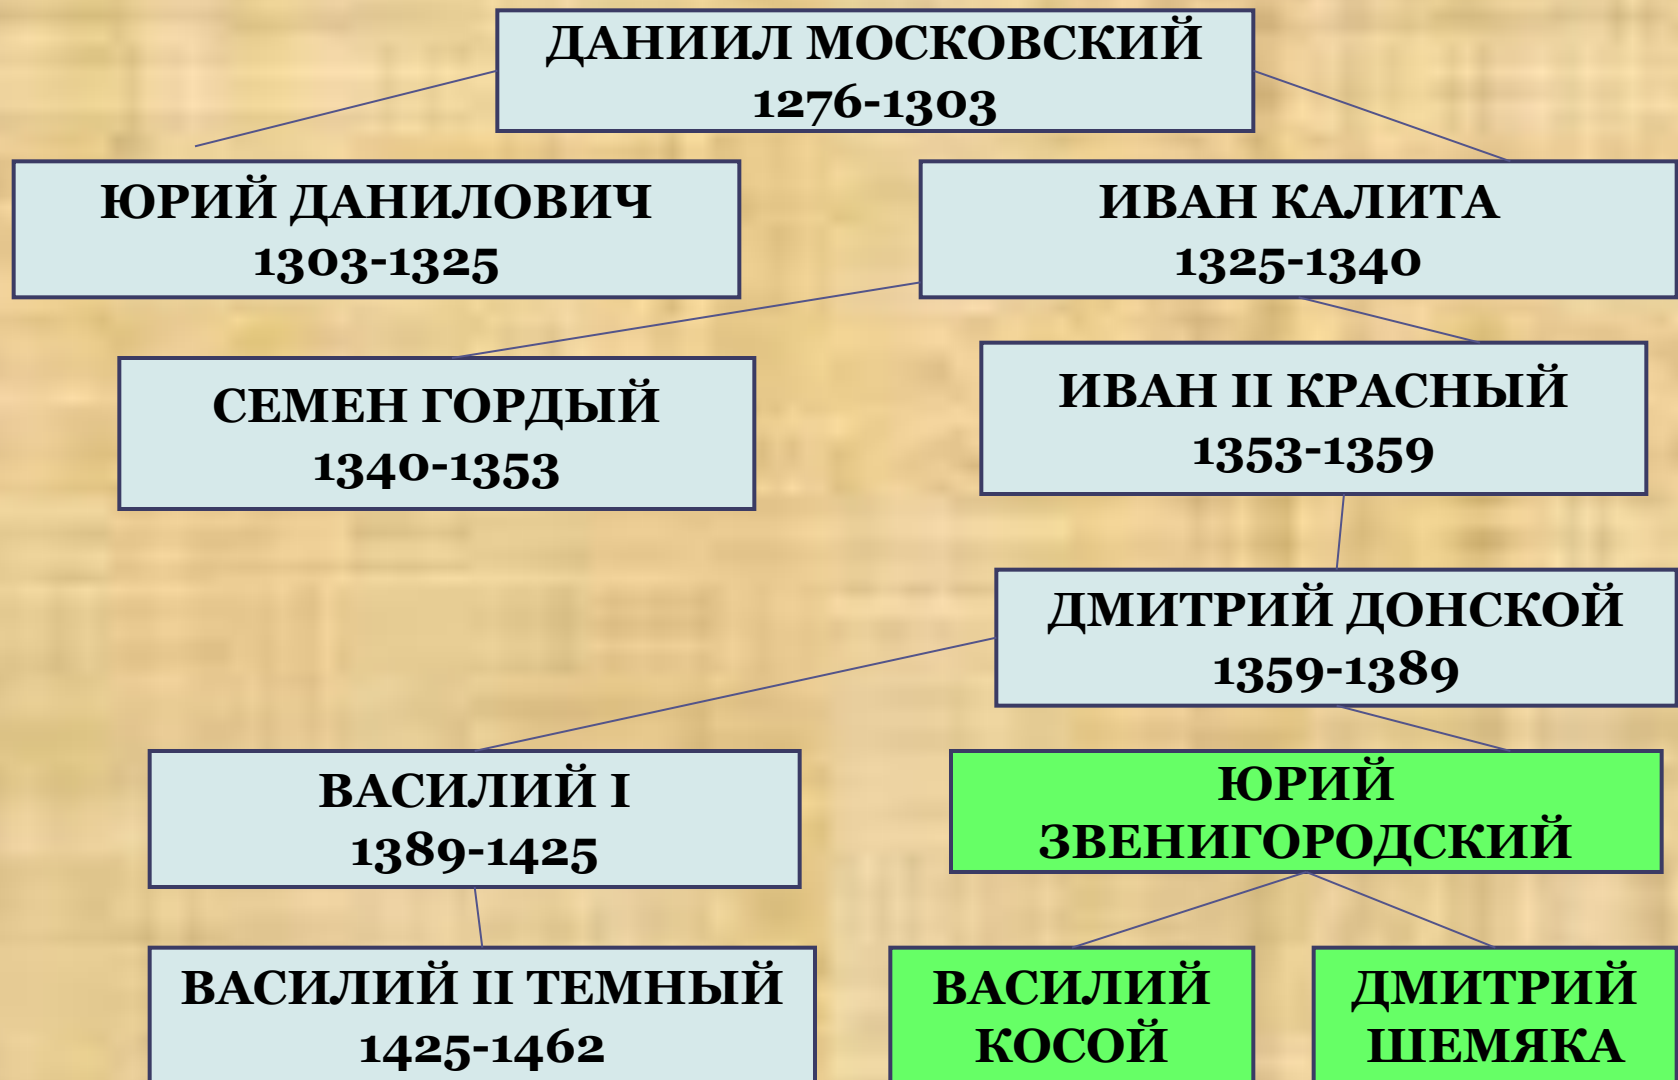 ДАНИИЛ МОСКОВСКИЙ
1276-1303
ЮРИЙ ДАНИЛОВИЧ
1303-1325
ИВАН КАЛИТА
1325-1340
СЕМЕН ГОРДЫЙ
1340-1353
ИВАН II КРАСНЫЙ
1353-1359
ДМИТРИЙ ДОНСКОЙ
1359-1389
ВАСИЛИЙ I
1389-1425
ЮРИЙ
ЗВЕНИГОРОДСКИЙ
ВАСИЛИЙ II ТЕМНЫЙ
1425-1462
ВАСИЛИЙ
КОСОЙ
ДМИТРИЙ
ШЕМЯКА